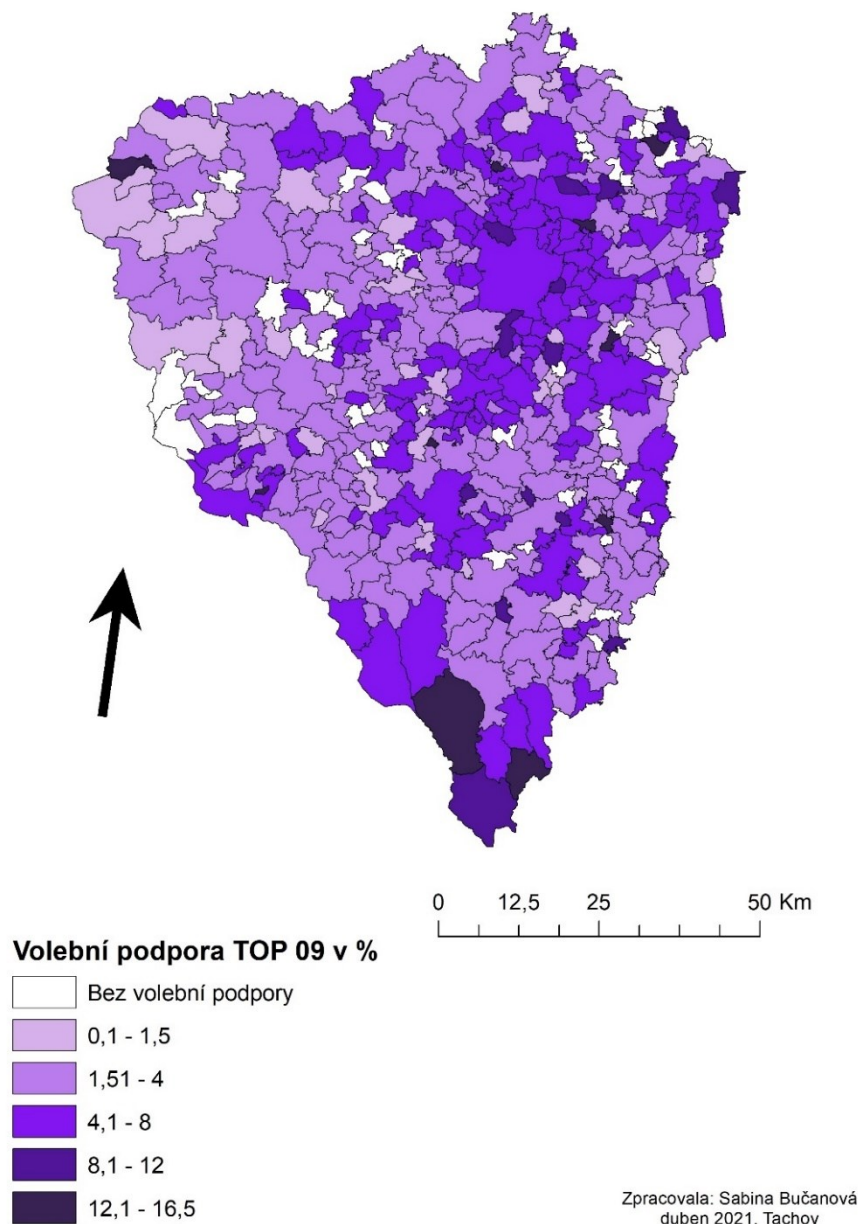 0 12,5 25 50 Km
Volební podpora TOP 09 v %
Bez volební podpory
0,1 - 1,5
1,51 - 4
4,1 - 8
8,1 - 12
12,1 - 16,5
Zpracovala: Sabina Bučanová
duben 2021, Tachov